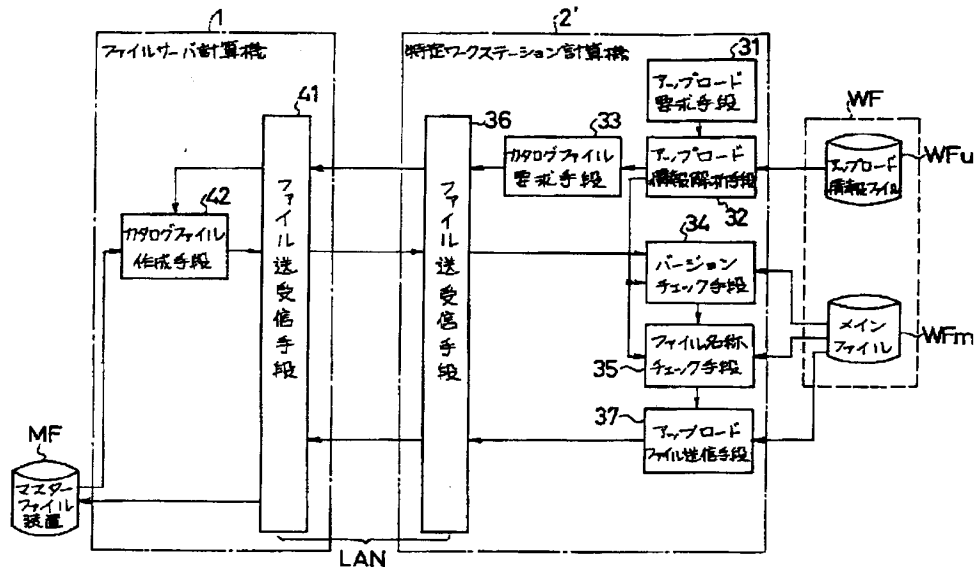 1
ファイルサーバ計算機
41
ファイル送受信手段
42
カタログファイル
作成手段
MF
マスター
ファイル
装置
LAN
2'
特定ワークステーション計算機
36
ファイル送受信手段
31
アップロード
要求手段
33
カタログファイル
要求手段
アップロード
情報解析手段
32
34
バージョン
チェック手段
ファイル名称
チェック手段
35
37
アップロード
ファイル送信手段
WF
アップロード
情報ファイル
WFu
メイン
ファイル
WFm